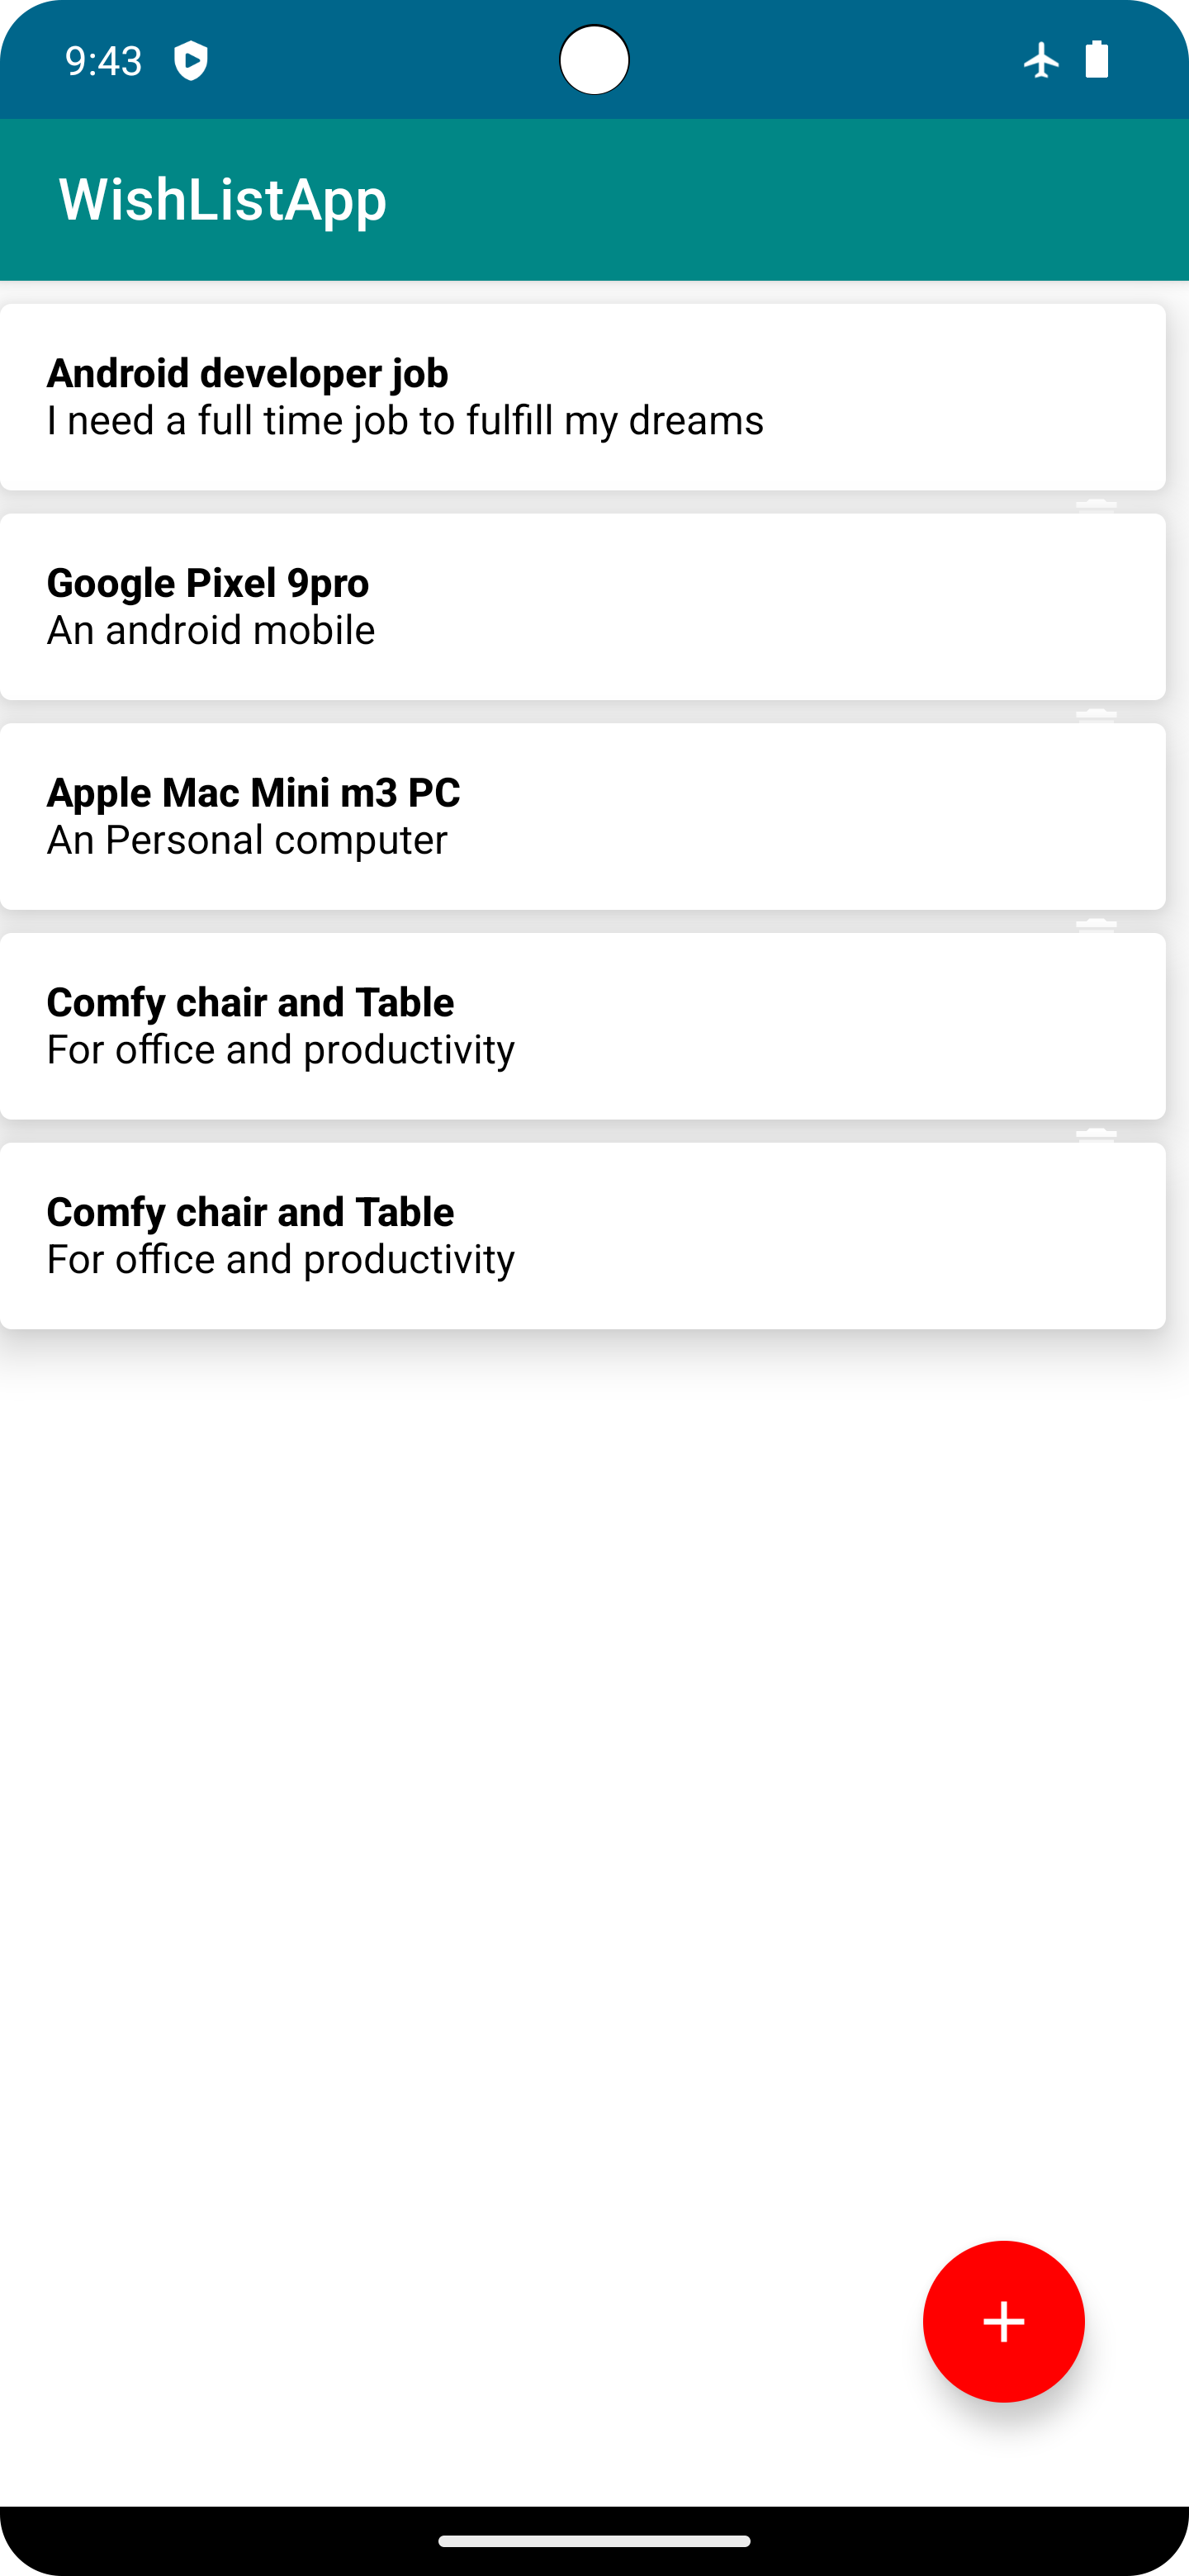 9:43
WishListApp
Android developer job
I need a full time job to fulfill my dreams
Google Pixel 9pro
An android mobile
Apple Mac Mini m3 PC
An Personal computer
Comfy chair and Table
For office and productivity
Comfy chair and Table
For office and productivity